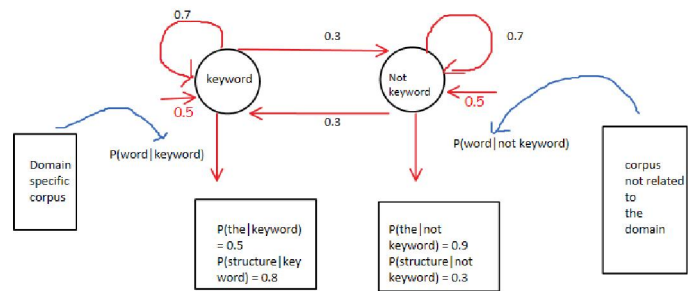 0.7
0.3
0.7
keyword
Not
keyword
0.5
0.5
0.3
P(word|keyword)
P(word|not keyword)
Domain
specific
corpus
corpus
not related
to
the
domain
P(the|keyword)
= 0.5
P(structure|key
word) = 0.8
P(the|not
keyword) = 0.9
P(structure|not
keyword) = 0.3